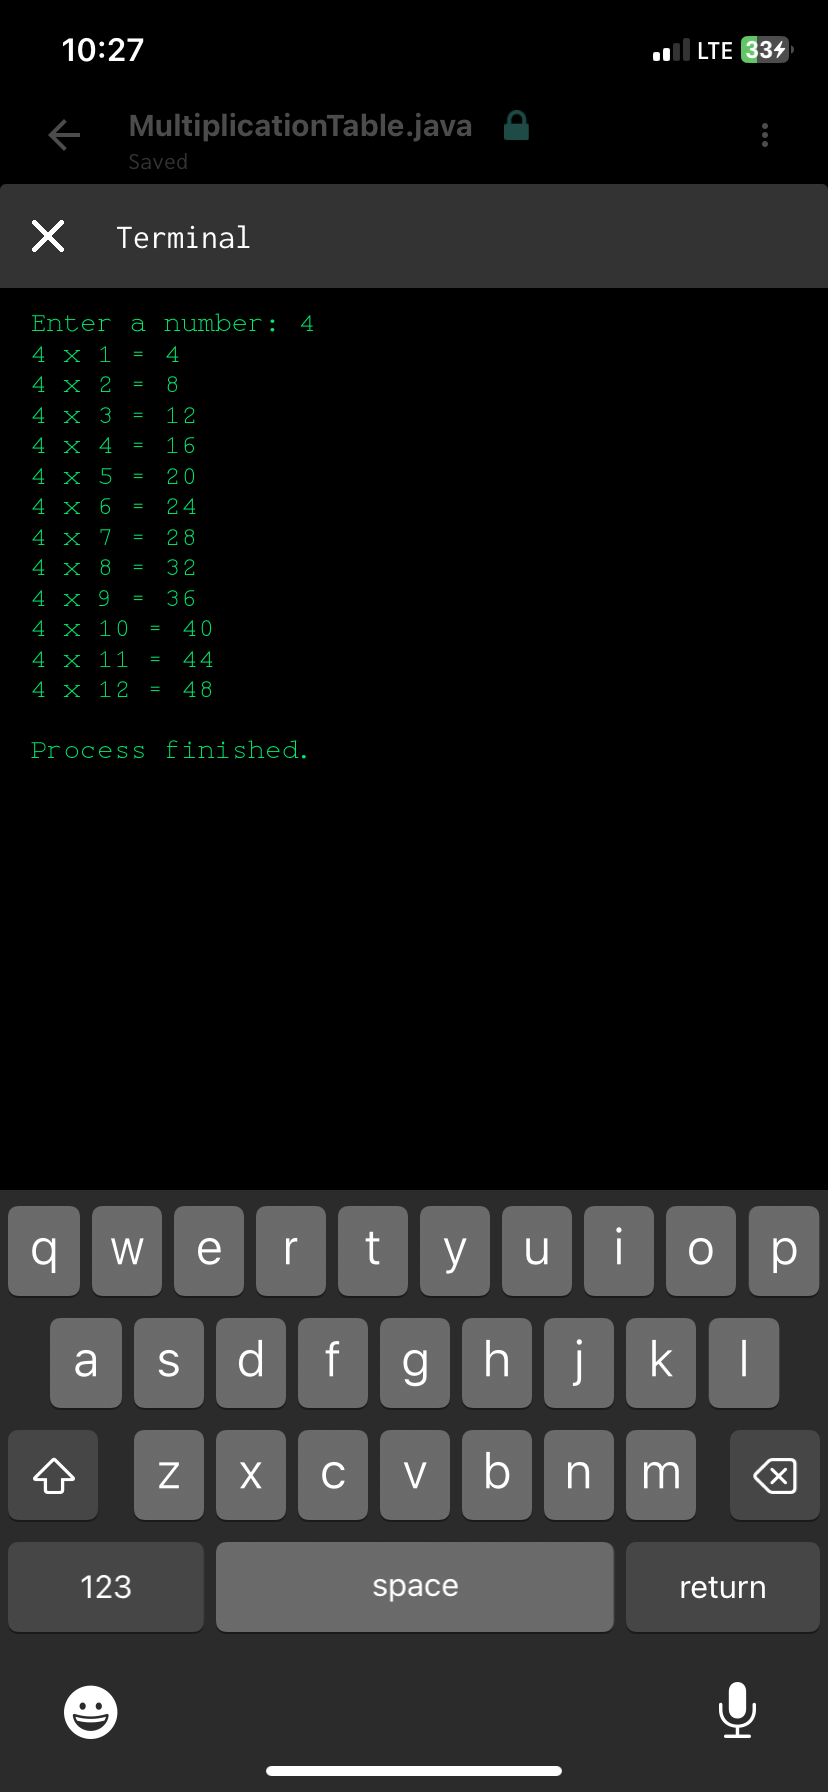 10:27 LTE 33
MultiplicationTable.java
Saved
Terminal
Enter a number: 4
4 x 1 = 4
4 x 2 = 8
4 x 3 = 12
4 x 4 = 16
4 x 5 = 20
4 x 6 = 24
4 x 7 = 28
4 x 8 = 32
4 x 9 = 36
4 x 10 = 40
4 x 11 = 44
4 x 12 = 48
Process finished.
q w e r t y u i o p
a s d f g h j k l
z x c v b n m
123 space return